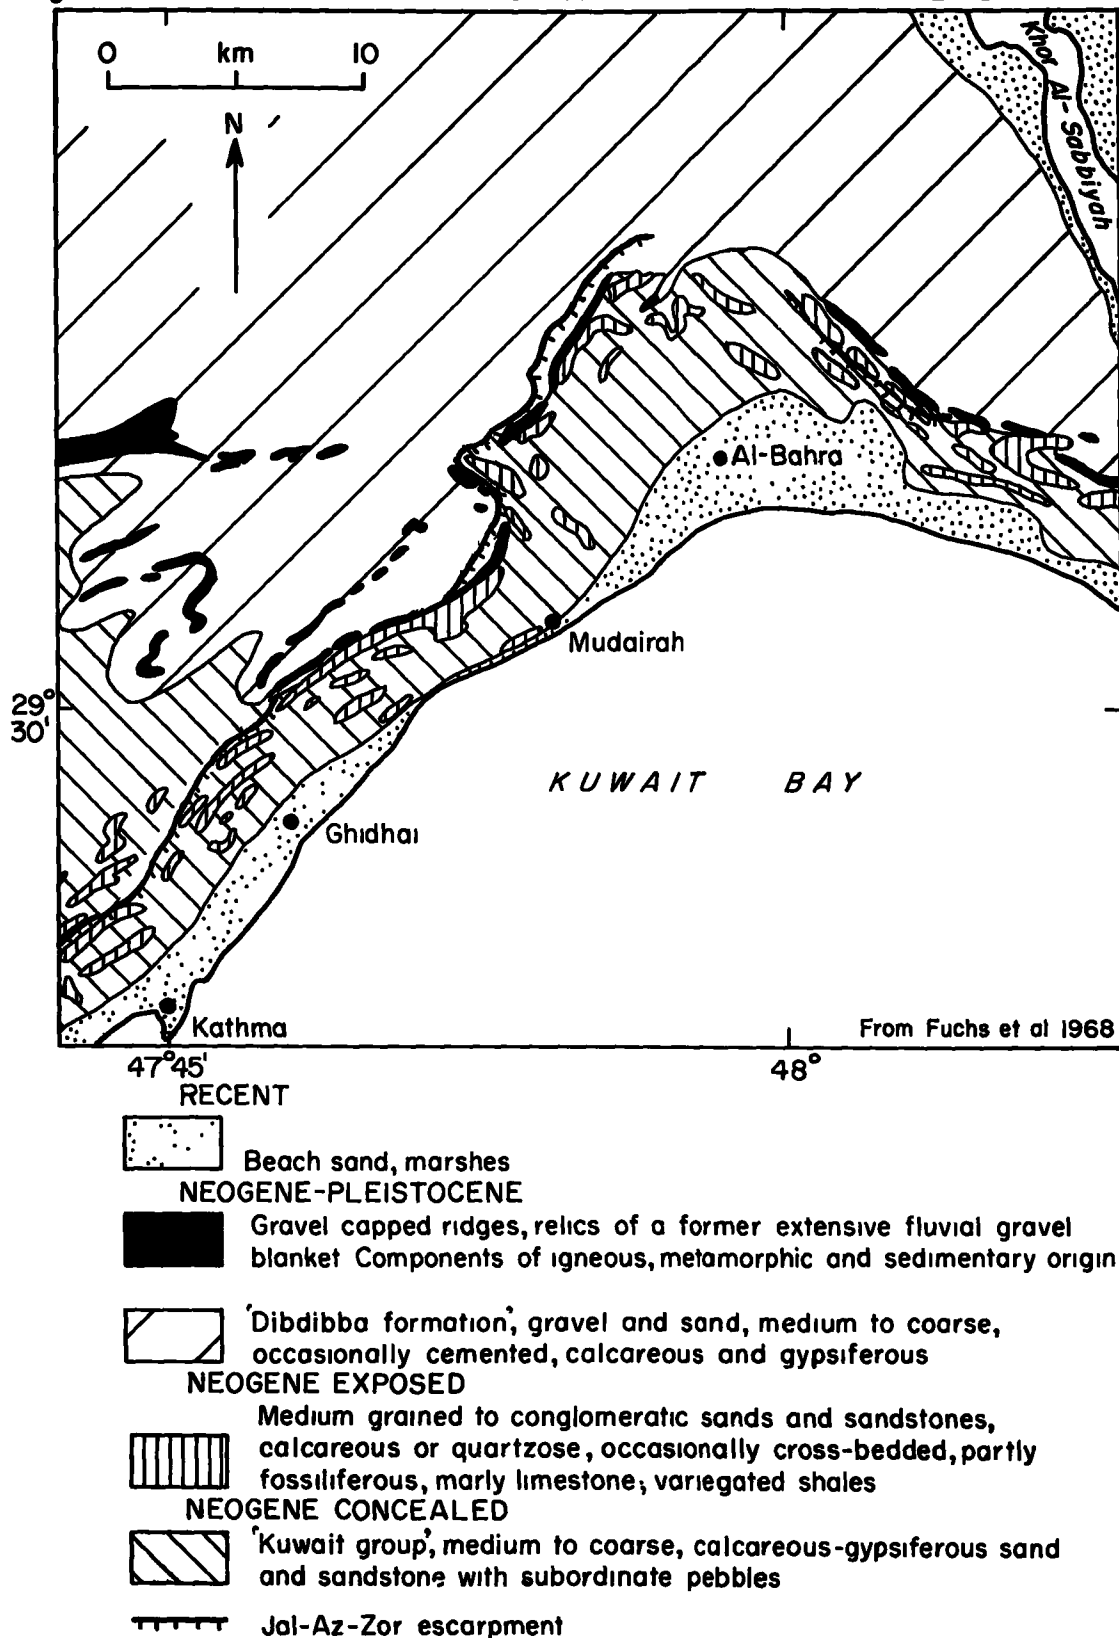 0 km 10
N
Khor Al-Sabbiyah
Al-Bahra
Mudairah
29°
30'
KUWAIT BAY
Ghidhai
Kathma
From Fuchs et al 1968
47°45' 48°
RECENT
Beach sand, marshes
NEOGENE-PLEISTOCENE
Gravel capped ridges, relics of a former extensive fluvial gravel
blanket Components of igneous, metamorphic and sedimentary origin
'Dibdibba formation', gravel and sand, medium to coarse,
occasionally cemented, calcareous and gypsiferous
NEOGENE EXPOSED
Medium grained to conglomeratic sands and sandstones,
calcareous or quartzose, occasionally cross-bedded, partly
fossiliferous, marly limestone; variegated shales
NEOGENE CONCEALED
'Kuwait group', medium to coarse, calcareous-gypsiferous sand
and sandstone with subordinate pebbles
Jal-Az-Zor escarpment